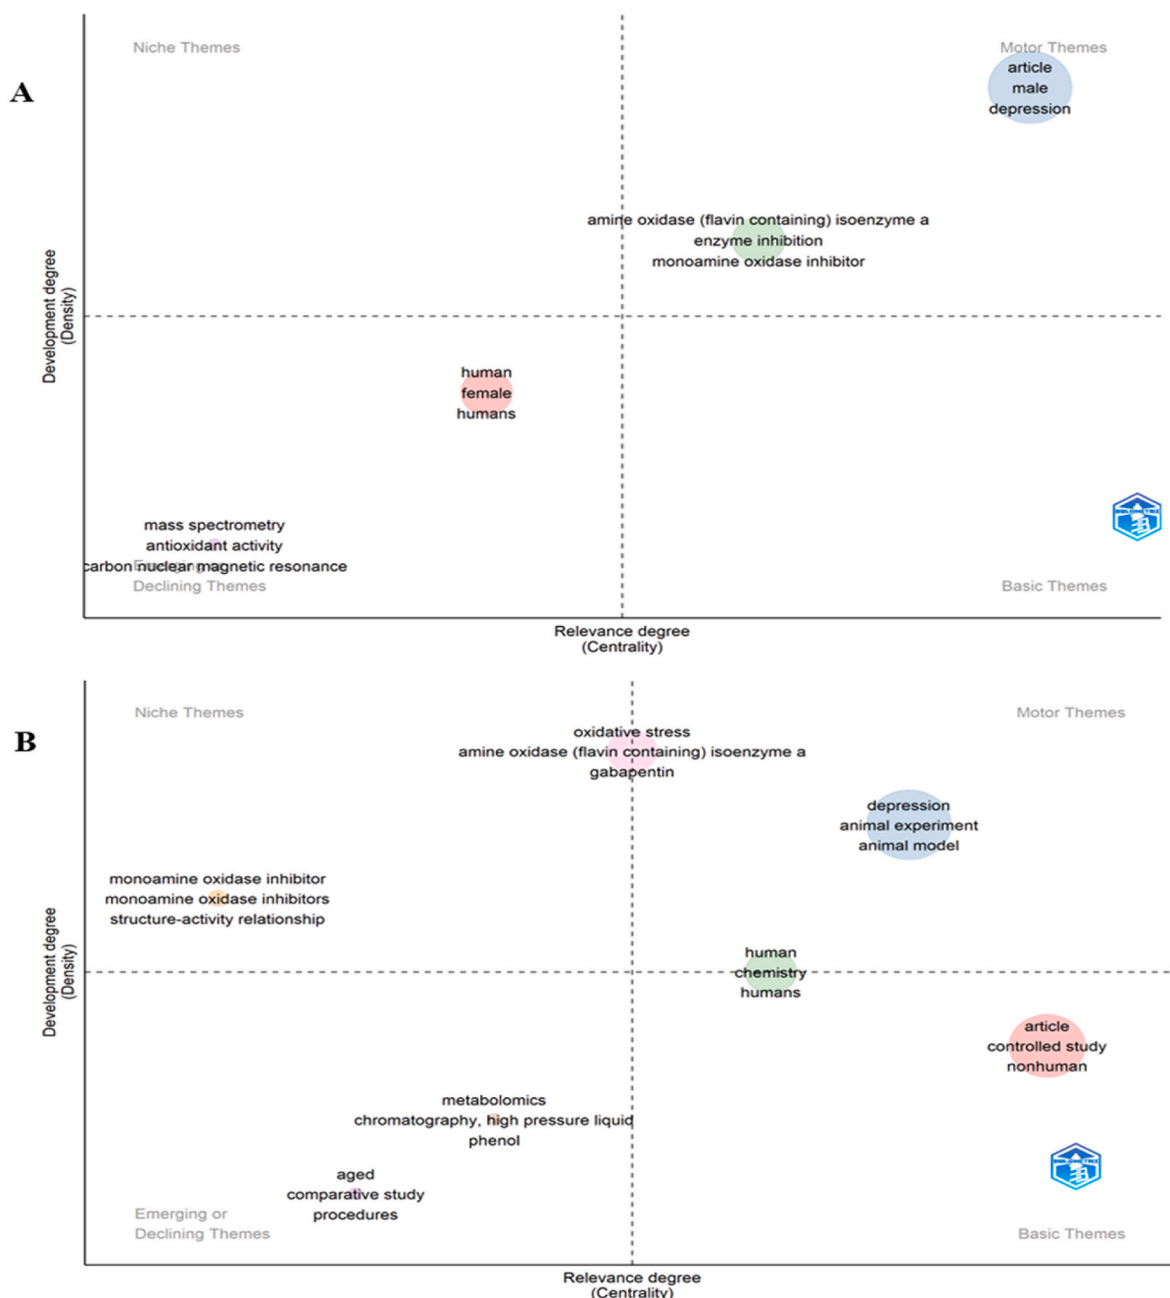 A
Niche Themes
Motor Themes
article
male
depression
amine oxidase (flavin containing) isoenzyme a
enzyme inhibition
monoamine oxidase inhibitor
Development degree
(Density)
human
female
humans
mass spectrometry
antioxidant activity
carbon nuclear magnetic resonance
Emerging or
Declining Themes
Basic Themes
Relevance degree
(Centrality)
B
Niche Themes
Motor Themes
oxidative stress
amine oxidase (flavin containing) isoenzyme a
gabapentin
depression
animal experiment
animal model
monoamine oxidase inhibitor
monoamine oxidase inhibitors
structure-activity relationship
Development degree
(Density)
human
chemistry
humans
article
controlled study
nonhuman
metabolomics
chromatography, high pressure liquid
phenol
aged
comparative study
procedures
Emerging or
Declining Themes
Basic Themes
Relevance degree
(Centrality)